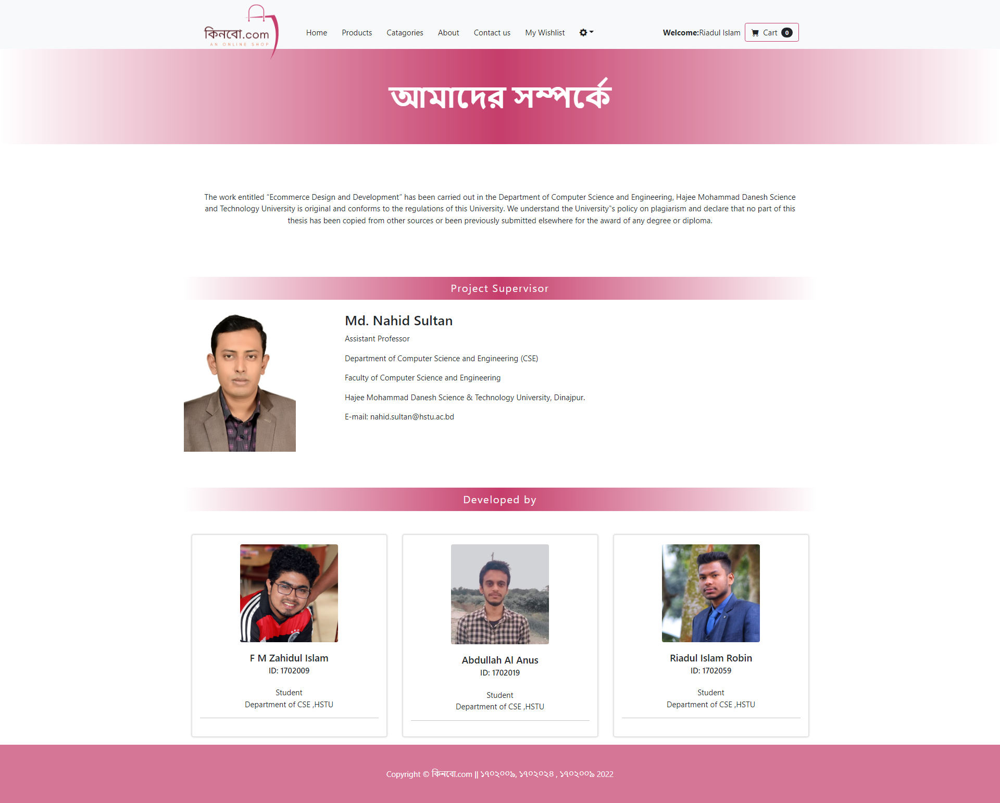 কিনবো.com
AN ONLINE SHOP
Home Products Catagories About Contact us My Wishlist Welcome:Riadul Islam Cart 0
আমাদের সম্পর্কে
The work entitled “Ecommerce Design and Development” has been carried out in the Department of Computer Science and Engineering, Hajee Mohammad Danesh Science
and Technology University is original and conforms to the regulations of this University. We understand the University‟s policy on plagiarism and declare that no part of this
thesis has been copied from other sources or been previously submitted elsewhere for the award of any degree or diploma.
Project Supervisor
Md. Nahid Sultan
Assistant Professor
Department of Computer Science and Engineering (CSE)
Faculty of Computer Science and Engineering
Hajee Mohammad Danesh Science & Technology University, Dinajpur.
E-mail: nahid.sultan@hstu.ac.bd
Developed by
F M Zahidul Islam
ID: 1702009
Student
Department of CSE ,HSTU
Abdullah Al Anus
ID: 1702019
Student
Department of CSE ,HSTU
Riadul Islam Robin
ID: 1702059
Student
Department of CSE ,HSTU
Copyright © কিনবো.com || ১৭০২০০৯, ১৭০২০২৪ , ১৭০২০০৯ 2022